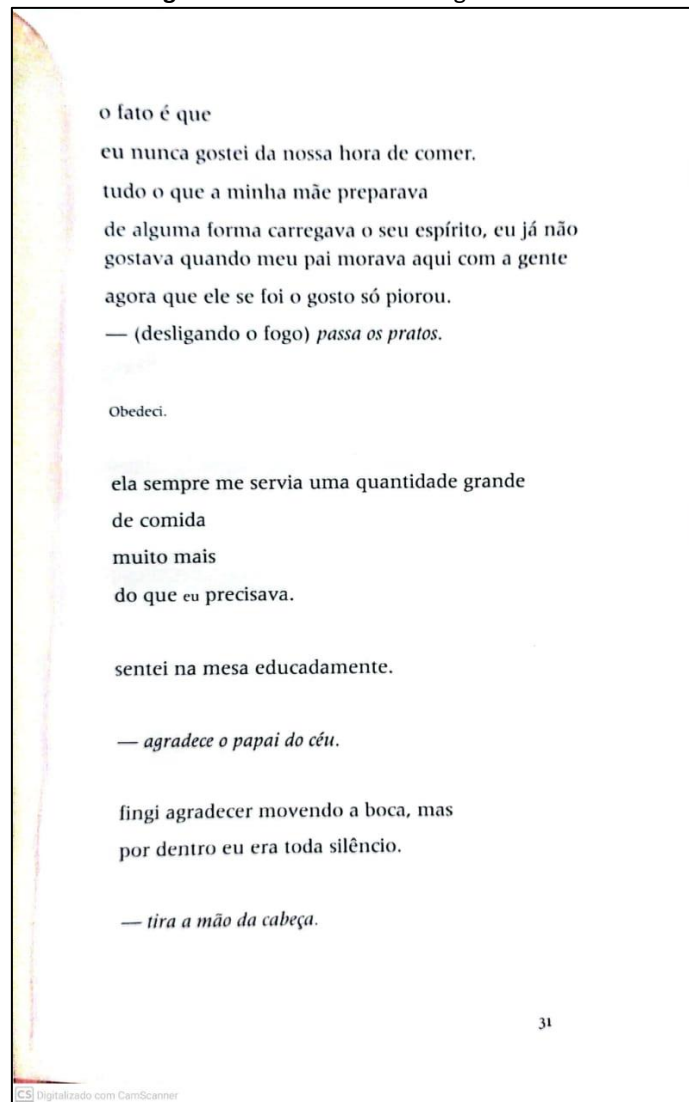 o fato é que
eu nunca gostei da nossa hora de comer.
tudo o que a minha mãe preparava
de alguma forma carregava o seu espírito, eu já não
gostava quando meu pai morava aqui com a gente
agora que ele se foi o gosto só piorou.
— (desligando o fogo) passa os pratos.
Obedeci.
ela sempre me servia uma quantidade grande
de comida
muito mais
do que eu precisava.
sentei na mesa educadamente.
— agradece o papai do céu.
fingi agradecer movendo a boca, mas
por dentro eu era toda silêncio.
— tira a mão da cabeça.
31
CS Digitalizado com CamScanner